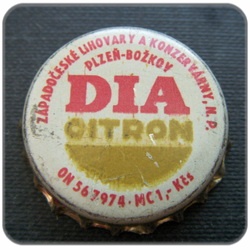 ZÁPADOČESKÉ LIHOVARY A KONZERVÁRNY, N. P.
PLZEŇ-BOŽKOV
DIA
CITRON
ON 56 7974 · MC 1,- Kčs